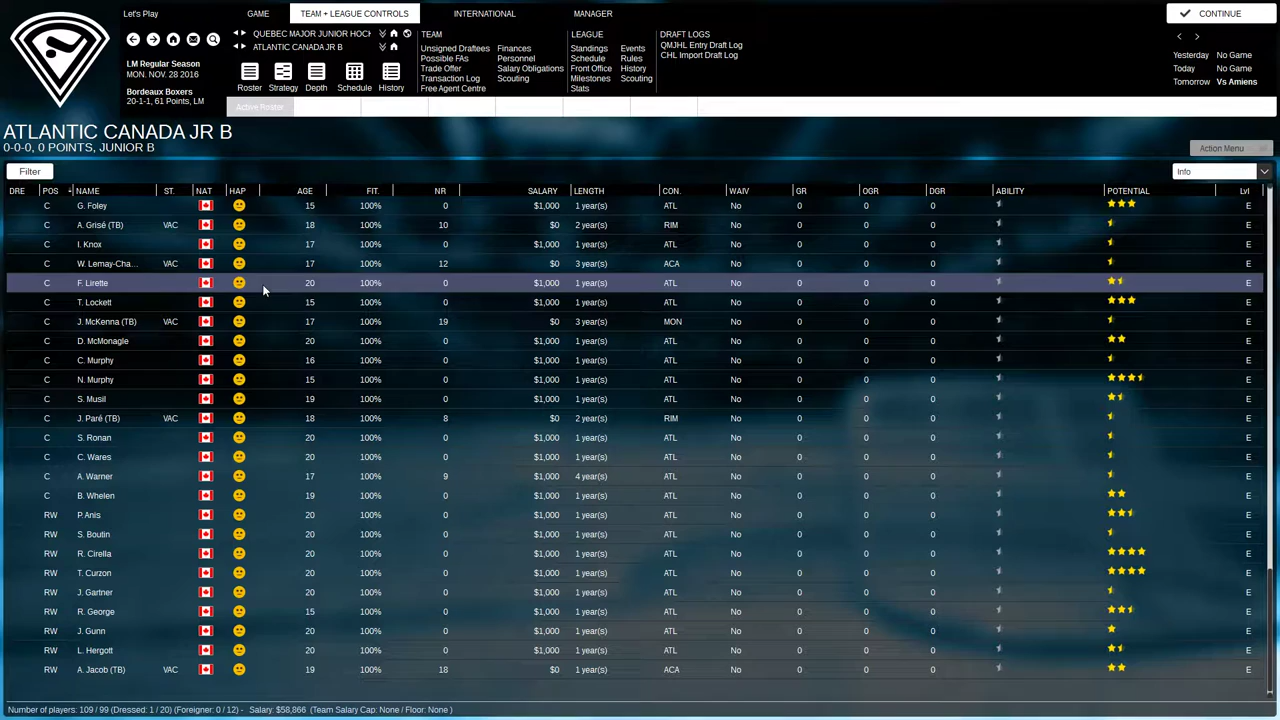 Let's Play
GAME
TEAM + LEAGUE CONTROLS
INTERNATIONAL
MANAGER
CONTINUE
QUEBEC MAJOR JUNIOR HOCK
ATLANTIC CANADA JR B
LM Regular Season
MON. NOV. 28 2016
Bordeaux Boxers
20-1-1, 61 Points, LM
Roster Strategy Depth Schedule History
TEAM
Unsigned Draftees Finances
Possible FAs Personnel
Trade Offer Salary Obligations
Transaction Log Scouting
Free Agent Centre
LEAGUE
Standings Events
Schedule Rules
Front Office History
Milestones Scouting
Stats
DRAFT LOGS
QMJHL Entry Draft Log
CHL Import Draft Log
Yesterday No Game
Today No Game
Tomorrow Vs Amiens
Active Roster
ATLANTIC CANADA JR B
0-0-0, 0 POINTS, JUNIOR B
Action Menu
Filter
Info
DRE POS NAME ST. NAT HAP AGE FIT. NR SALARY LENGTH CON. WAIV GR OGR DGR ABILITY POTENTIAL Lvl
C G. Foley 15 100% 0 $1,000 1 year(s) ATL No 0 0 0 E
C A. Grisé (TB) VAC 18 100% 10 $0 2 year(s) RIM No 0 0 0 E
C I. Knox 17 100% 0 $1,000 1 year(s) ATL No 0 0 0 E
C W. Lemay-Cha... VAC 17 100% 12 $0 3 year(s) ACA No 0 0 0 E
C F. Lirette 20 100% 0 $1,000 1 year(s) ATL No 0 0 0 E
C T. Lockett 15 100% 0 $1,000 1 year(s) ATL No 0 0 0 E
C J. McKenna (TB) VAC 17 100% 19 $0 3 year(s) MON No 0 0 0 E
C D. McMonagle 20 100% 0 $1,000 1 year(s) ATL No 0 0 0 E
C C. Murphy 16 100% 0 $1,000 1 year(s) ATL No 0 0 0 E
C N. Murphy 15 100% 0 $1,000 1 year(s) ATL No 0 0 0 E
C S. Musil 19 100% 0 $1,000 1 year(s) ATL No 0 0 0 E
C J. Paré (TB) VAC 18 100% 8 $0 2 year(s) RIM No 0 0 0 E
C S. Ronan 20 100% 0 $1,000 1 year(s) ATL No 0 0 0 E
C C. Wares 20 100% 0 $1,000 1 year(s) ATL No 0 0 0 E
C A. Warner 17 100% 9 $1,000 4 year(s) ATL No 0 0 0 E
C B. Whelen 19 100% 0 $1,000 1 year(s) ATL No 0 0 0 E
RW P. Anis 20 100% 0 $1,000 1 year(s) ATL No 0 0 0 E
RW S. Boutin 20 100% 0 $1,000 1 year(s) ATL No 0 0 0 E
RW R. Cirella 20 100% 0 $1,000 1 year(s) ATL No 0 0 0 E
RW T. Curzon 20 100% 0 $1,000 1 year(s) ATL No 0 0 0 E
RW J. Gartner 20 100% 0 $1,000 1 year(s) ATL No 0 0 0 E
RW R. George 15 100% 0 $1,000 1 year(s) ATL No 0 0 0 E
RW J. Gunn 20 100% 0 $1,000 1 year(s) ATL No 0 0 0 E
RW L. Hergott 20 100% 0 $1,000 1 year(s) ATL No 0 0 0 E
RW A. Jacob (TB) VAC 19 100% 18 $0 1 year(s) ACA No 0 0 0 E
Number of players: 109 / 99 (Dressed: 1 / 20) (Foreigner: 0 / 12) - Salary: $58,866 (Team Salary Cap: None / Floor: None )